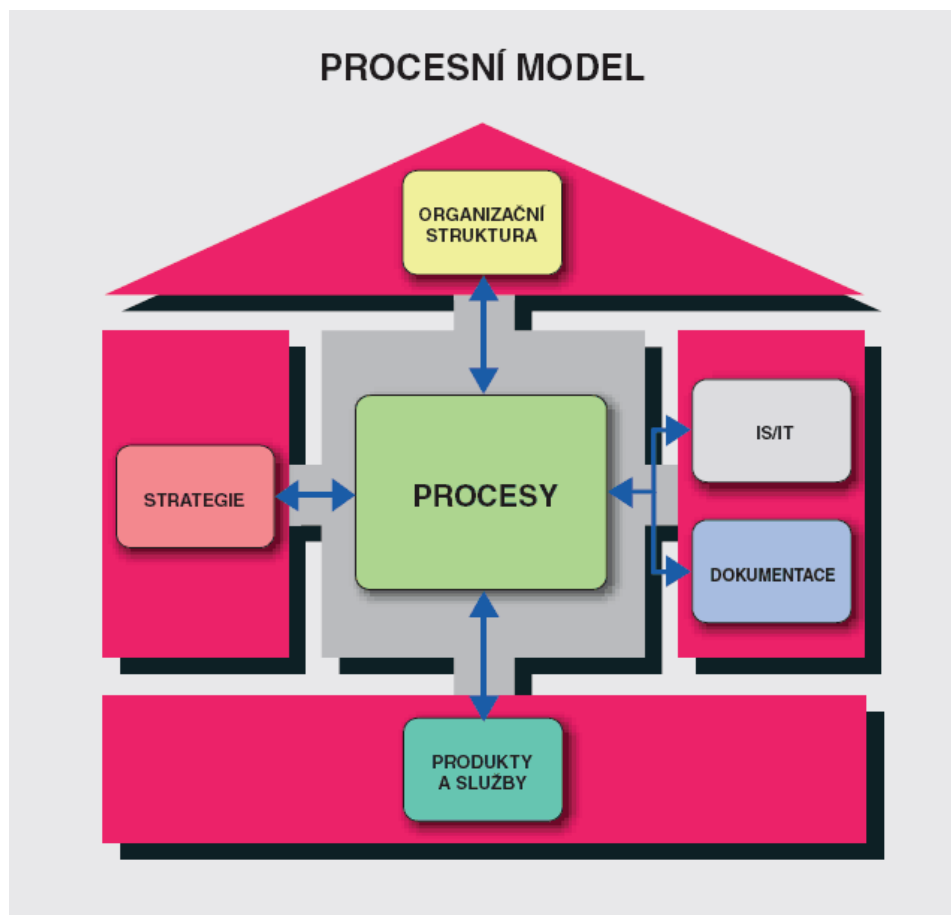 PROCESNÍ MODEL
ORGANIZAČNÍ
STRUKTURA
STRATEGIE
PROCESY
IS/IT
DOKUMENTACE
PRODUKTY
A SLUŽBY